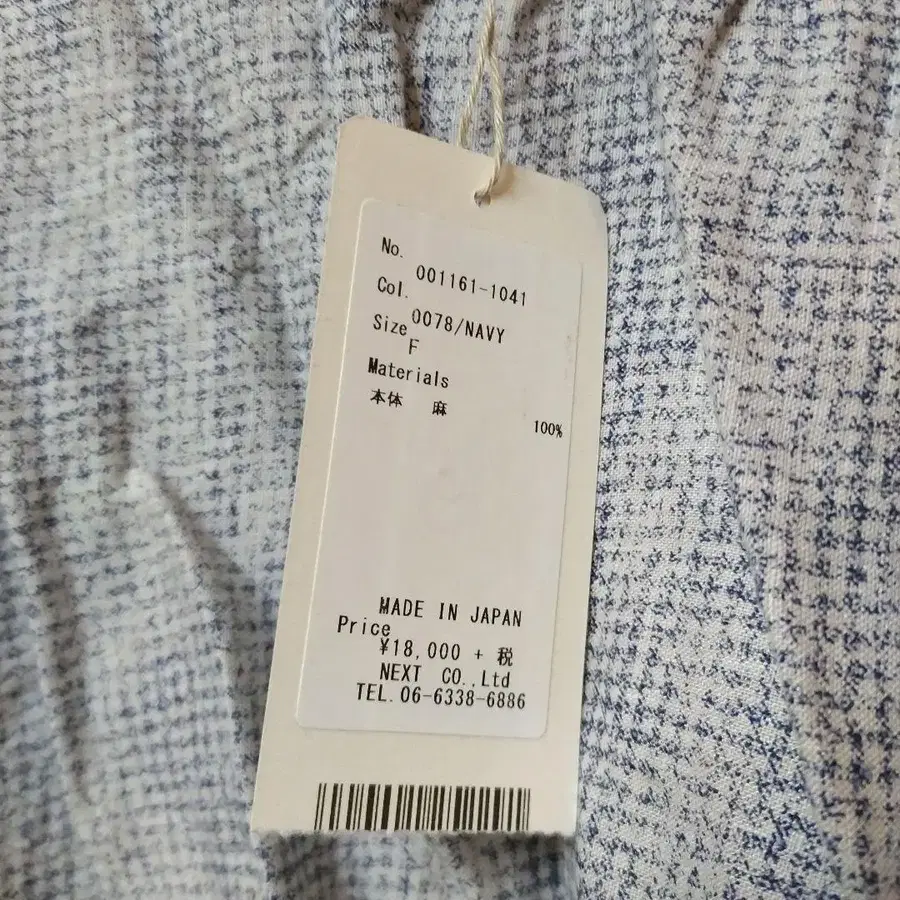 No. 001161-1041
Col. 0078/NAVY
Size F
Materials
本体 麻
100%
MADE IN JAPAN
Price
¥18,000 + 税
NEXT CO.,Ltd
TEL. 06-6338-6886